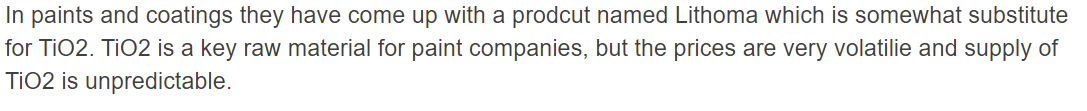 In paints and coatings they have come up with a prodcut named Lithoma which is somewhat substitute
for TiO2. TiO2 is a key raw material for paint companies, but the prices are very volatilie and supply of
TiO2 is unpredictable.